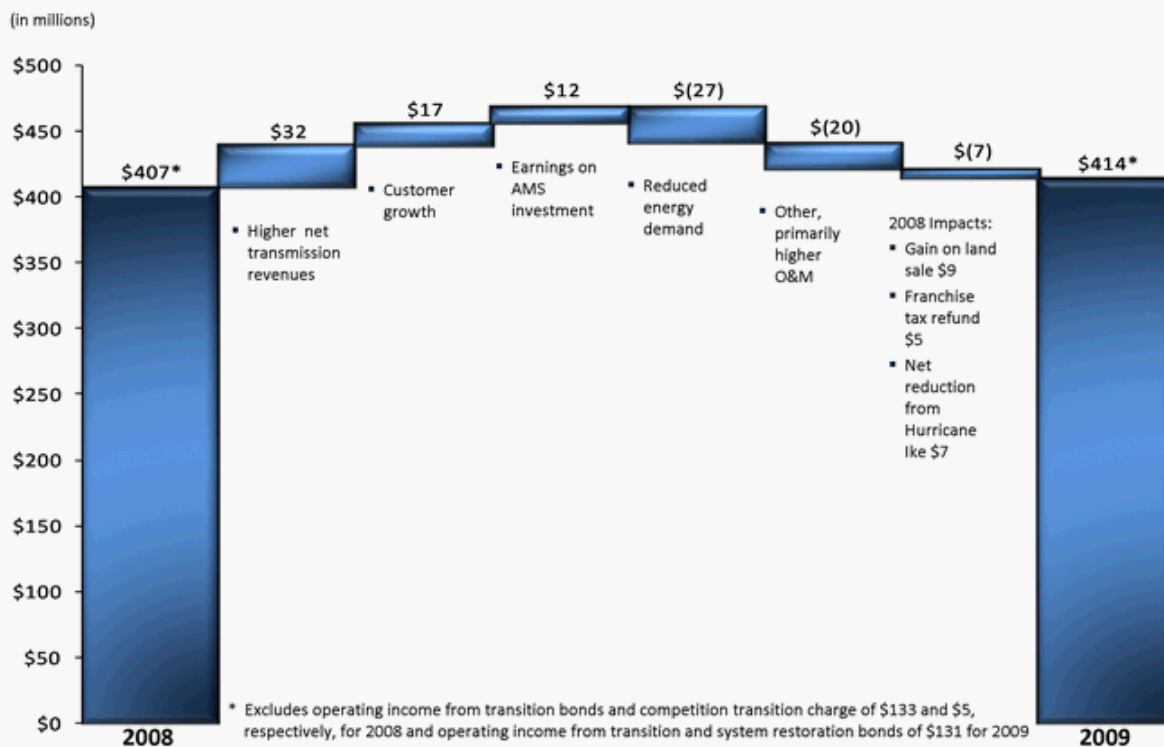 (in millions)
$500
$450
$400
$350
$300
$250
$200
$150
$100
$50
$0
$407*
$32
$17
$12
$(27)
$(20)
$(7)
$414*
▪ Higher net
transmission
revenues
▪ Customer
growth
▪ Earnings on
AMS
investment
▪ Reduced
energy
demand
▪ Other,
primarily
higher
O&M
2008 Impacts:
▪ Gain on land
sale $9
▪ Franchise
tax refund
$5
▪ Net
reduction
from
Hurricane
Ike $7
* Excludes operating income from transition bonds and competition transition charge of $133 and $5,
respectively, for 2008 and operating income from transition and system restoration bonds of $131 for 2009
2008
2009